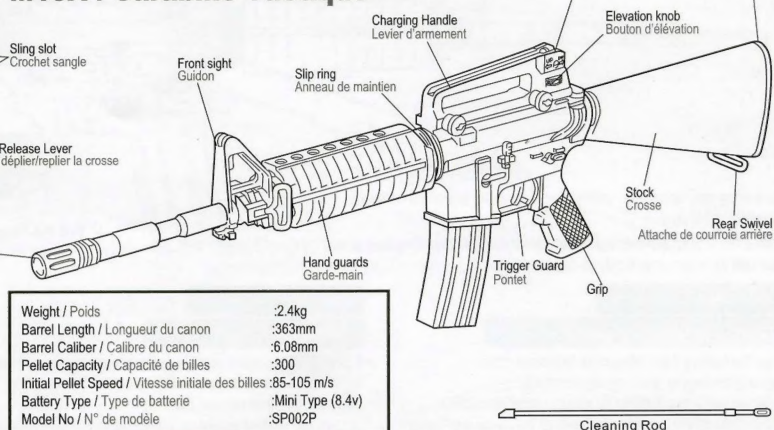 Charging Handle
Levier d'armement
Elevation knob
Bouton d'élévation
Sling slot
Crochet sangle
Front sight
Guidon
Slip ring
Anneau de maintien
Release Lever
déplier/replier la crosse
Stock
Crosse
Rear Swivel
Attache de courroie arrière
Hand guards
Garde-main
Trigger Guard
Pontet
Grip
Weight / Poids :2.4kg
Barrel Length / Longueur du canon :363mm
Barrel Caliber / Calibre du canon :6.08mm
Pellet Capacity / Capacité de billes :300
Initial Pellet Speed / Vitesse initiale des billes :85-105 m/s
Battery Type / Type de batterie :Mini Type (8.4v)
Model No / N° de modèle :SP002P
Cleaning Rod